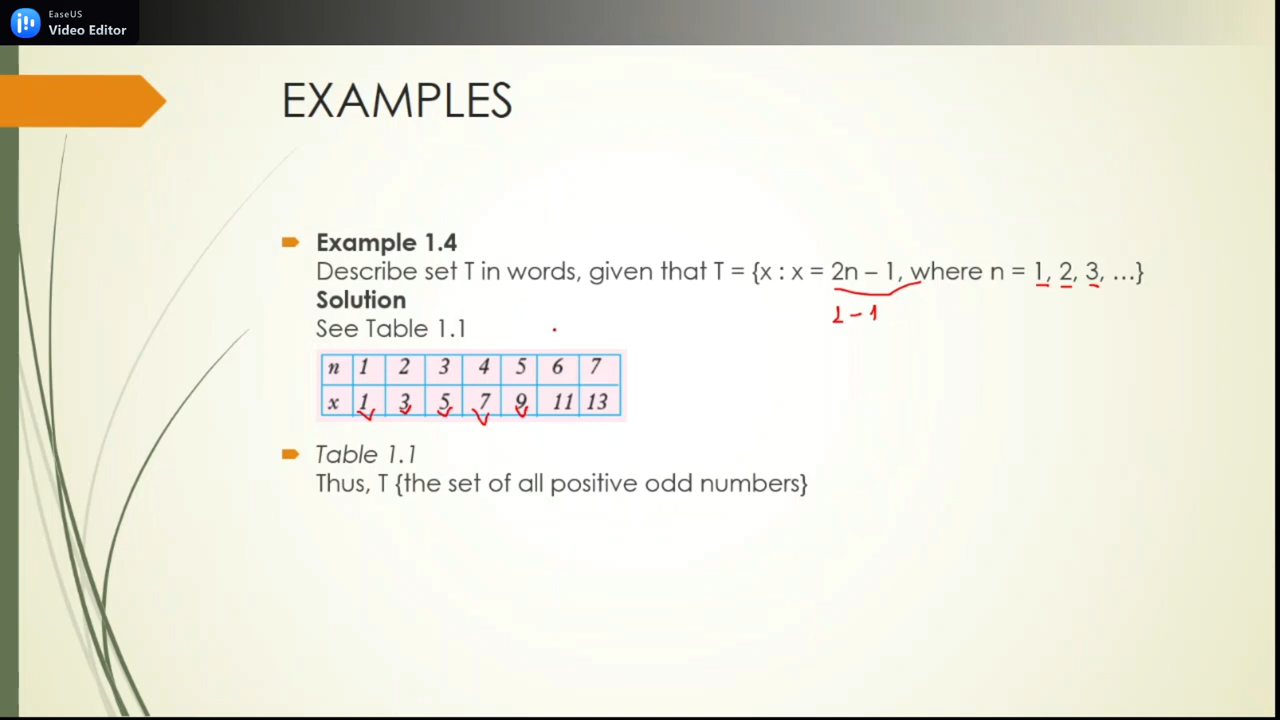 EaseUS
Video Editor
EXAMPLES
Example 1.4
Describe set T in words, given that T = {x : x = 2n – 1, where n = 1, 2, 3, …}
2 – 1
Solution
See Table 1.1
n 1 2 3 4 5 6 7
x 1 3 5 7 9 11 13
Table 1.1
Thus, T {the set of all positive odd numbers}